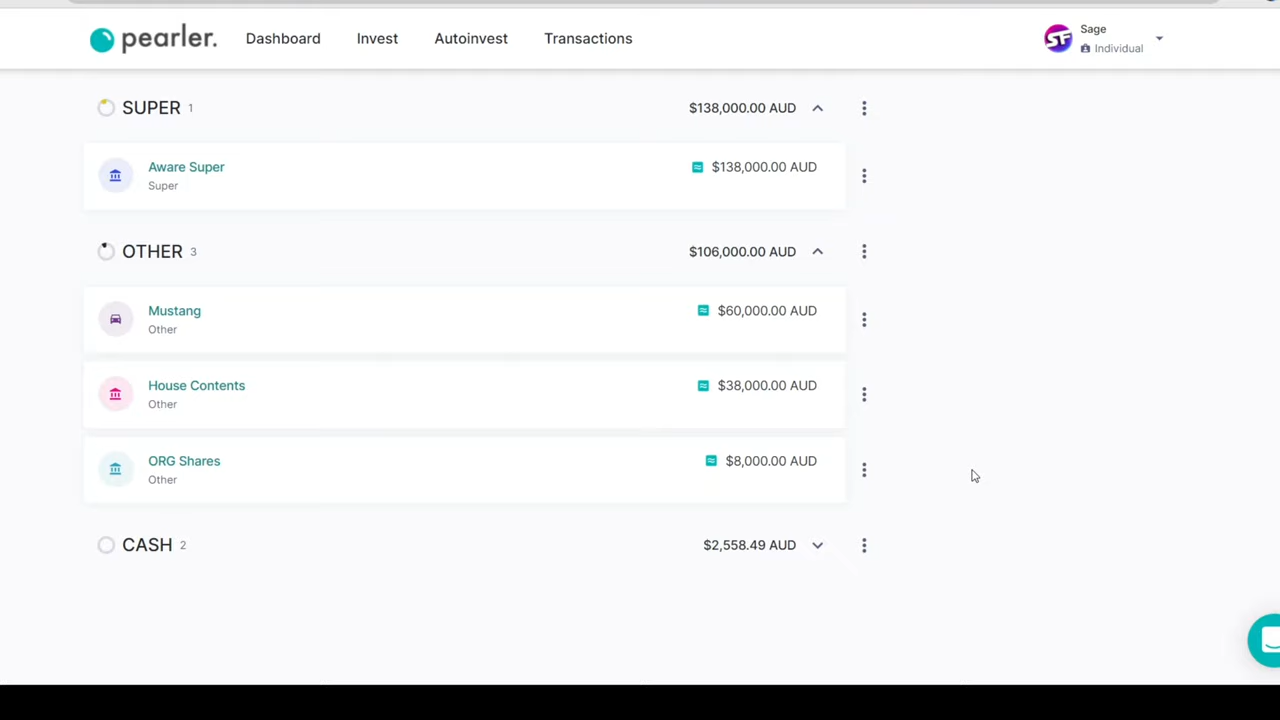 pearler. Dashboard Invest Autoinvest Transactions
SF Sage
Individual
SUPER 1 $138,000.00 AUD
Aware Super $138,000.00 AUD
Super
OTHER 3 $106,000.00 AUD
Mustang $60,000.00 AUD
Other
House Contents $38,000.00 AUD
Other
ORG Shares $8,000.00 AUD
Other
CASH 2 $2,558.49 AUD